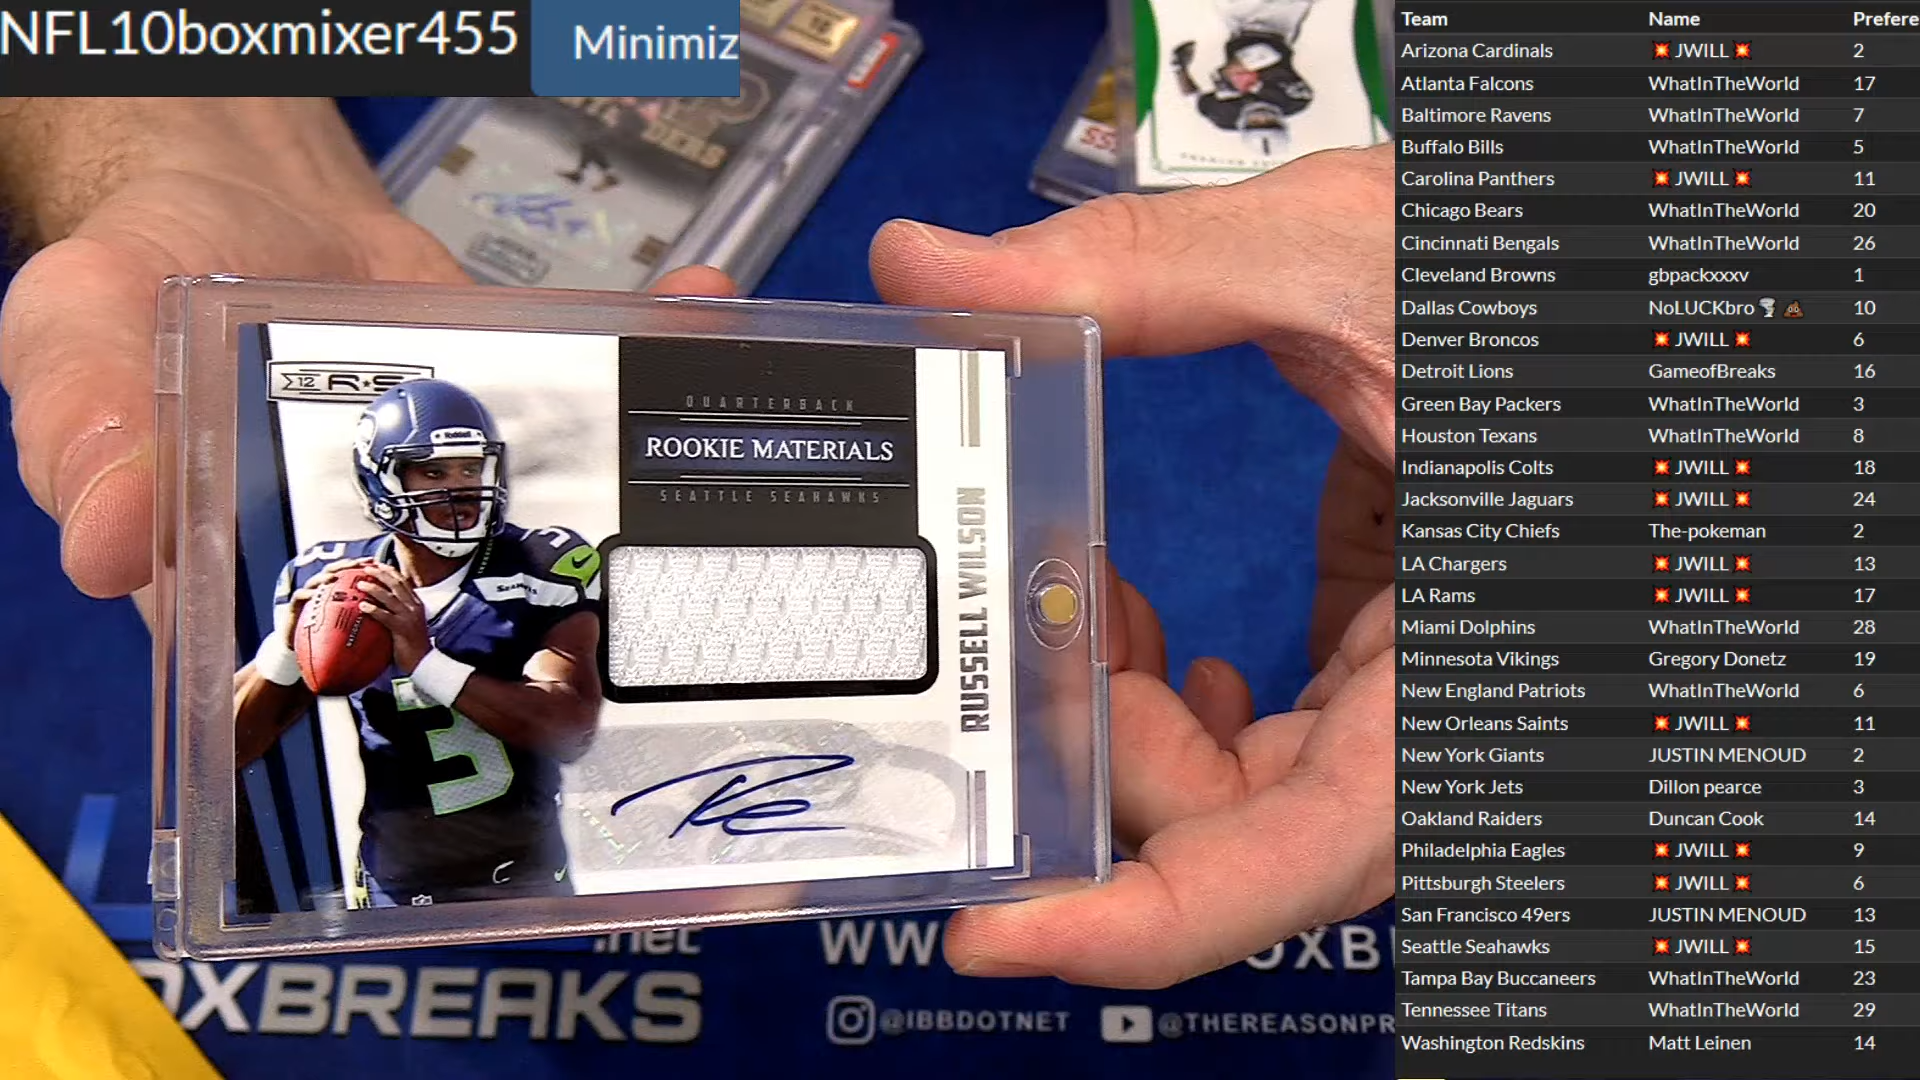 NFL10boxmixer455 Minimiz
Team Name Prefere
Arizona Cardinals 💥 JWILL 💥 2
Atlanta Falcons WhatInTheWorld 17
Baltimore Ravens WhatInTheWorld 7
Buffalo Bills WhatInTheWorld 5
Carolina Panthers 💥 JWILL 💥 11
Chicago Bears WhatInTheWorld 20
Cincinnati Bengals WhatInTheWorld 26
Cleveland Browns gbpackxxxv 1
Dallas Cowboys NoLUCKbro 🌪 💩 10
Denver Broncos 💥 JWILL 💥 6
Detroit Lions GameofBreaks 16
Green Bay Packers WhatInTheWorld 3
Houston Texans WhatInTheWorld 8
Indianapolis Colts 💥 JWILL 💥 18
Jacksonville Jaguars 💥 JWILL 💥 24
Kansas City Chiefs The-pokeman 2
LA Chargers 💥 JWILL 💥 13
LA Rams 💥 JWILL 💥 17
Miami Dolphins WhatInTheWorld 28
Minnesota Vikings Gregory Donetz 19
New England Patriots WhatInTheWorld 6
New Orleans Saints 💥 JWILL 💥 11
New York Giants JUSTIN MENOUD 2
New York Jets Dillon pearce 3
Oakland Raiders Duncan Cook 14
Philadelphia Eagles 💥 JWILL 💥 9
Pittsburgh Steelers 💥 JWILL 💥 6
San Francisco 49ers JUSTIN MENOUD 13
Seattle Seahawks 💥 JWILL 💥 15
Tampa Bay Buccaneers WhatInTheWorld 23
Tennessee Titans WhatInTheWorld 29
Washington Redskins Matt Leinen 14
12 R★S
QUARTERBACK
ROOKIE MATERIALS
SEATTLE SEAHAWKS
RUSSELL WILSON
Riddell
3
.net
OXBREAKS
WW OXB
@IBBDOTNET @THEREASONPR